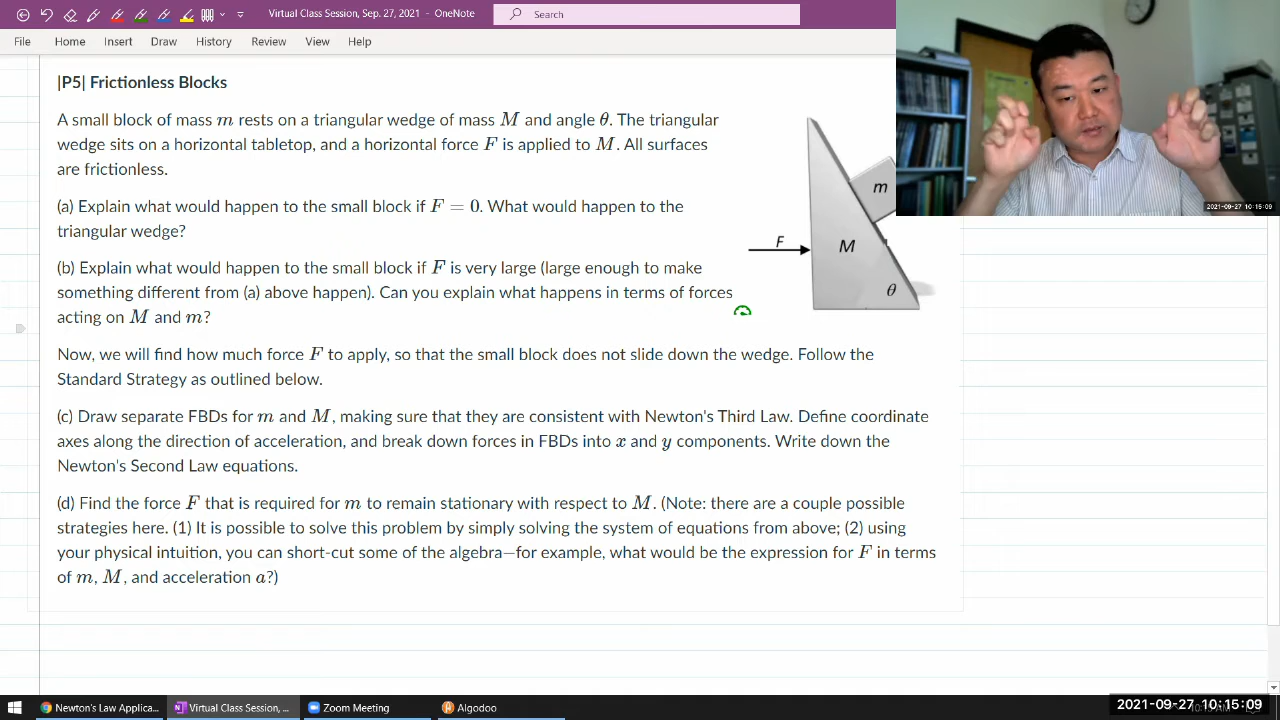 Virtual Class Session, Sep. 27, 2021 - OneNote
Search
File Home Insert Draw History Review View Help
|P5| Frictionless Blocks
A small block of mass m rests on a triangular wedge of mass M and angle θ. The triangular
wedge sits on a horizontal tabletop, and a horizontal force F is applied to M. All surfaces
are frictionless.
(a) Explain what would happen to the small block if F = 0. What would happen to the
triangular wedge?
(b) Explain what would happen to the small block if F is very large (large enough to make
something different from (a) above happen). Can you explain what happens in terms of forces
acting on M and m?
m
F
M
θ
Now, we will find how much force F to apply, so that the small block does not slide down the wedge. Follow the
Standard Strategy as outlined below.
(c) Draw separate FBDs for m and M, making sure that they are consistent with Newton's Third Law. Define coordinate
axes along the direction of acceleration, and break down forces in FBDs into x and y components. Write down the
Newton's Second Law equations.
(d) Find the force F that is required for m to remain stationary with respect to M. (Note: there are a couple possible
strategies here. (1) It is possible to solve this problem by simply solving the system of equations from above; (2) using
your physical intuition, you can short-cut some of the algebra—for example, what would be the expression for F in terms
of m, M, and acceleration a?)
2021-09-27 10:15:09
Newton's Law Applica...
Virtual Class Session, ...
Zoom Meeting
Algodoo
2021-09-27 10:15:09